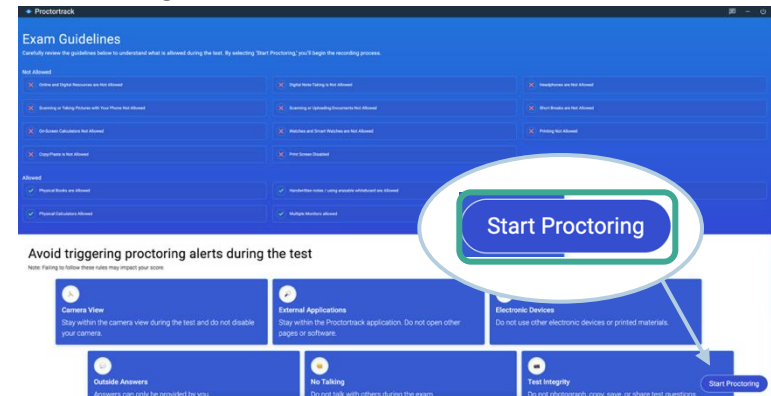 Proctortrack
Exam Guidelines
Carefully review the guidelines below to understand what is allowed during the test. By selecting "Start Proctoring," you'll begin the recording process.
Not Allowed
Online and Digital Resources are Not Allowed
Digital Note-Taking is Not Allowed
Headphones are Not Allowed
Scanning or Taking Pictures with Your Phone Not Allowed
Scanning or Uploading Documents Not Allowed
Short Breaks are Not Allowed
On-Screen Calculators Not Allowed
Watches and Smart Watches are Not Allowed
Printing Not Allowed
Copy/Paste is Not Allowed
Print Screen Disabled
Allowed
Physical Books are Allowed
Handwritten notes / using erasable whiteboard are Allowed
Physical Calculators Allowed
Multiple Monitors allowed
Start Proctoring
Avoid triggering proctoring alerts during the test
Note: Failing to follow these rules may impact your score.
Camera View
Stay within the camera view during the test and do not disable
your camera.
External Applications
Stay within the Proctortrack application. Do not open other
pages or software.
Electronic Devices
Do not use other electronic devices or printed materials.
Outside Answers
Answers can only be provided by you.
No Talking
Do not talk with others during the exam.
Test Integrity
Do not photograph, copy, save, or share test questions.
Start Proctoring